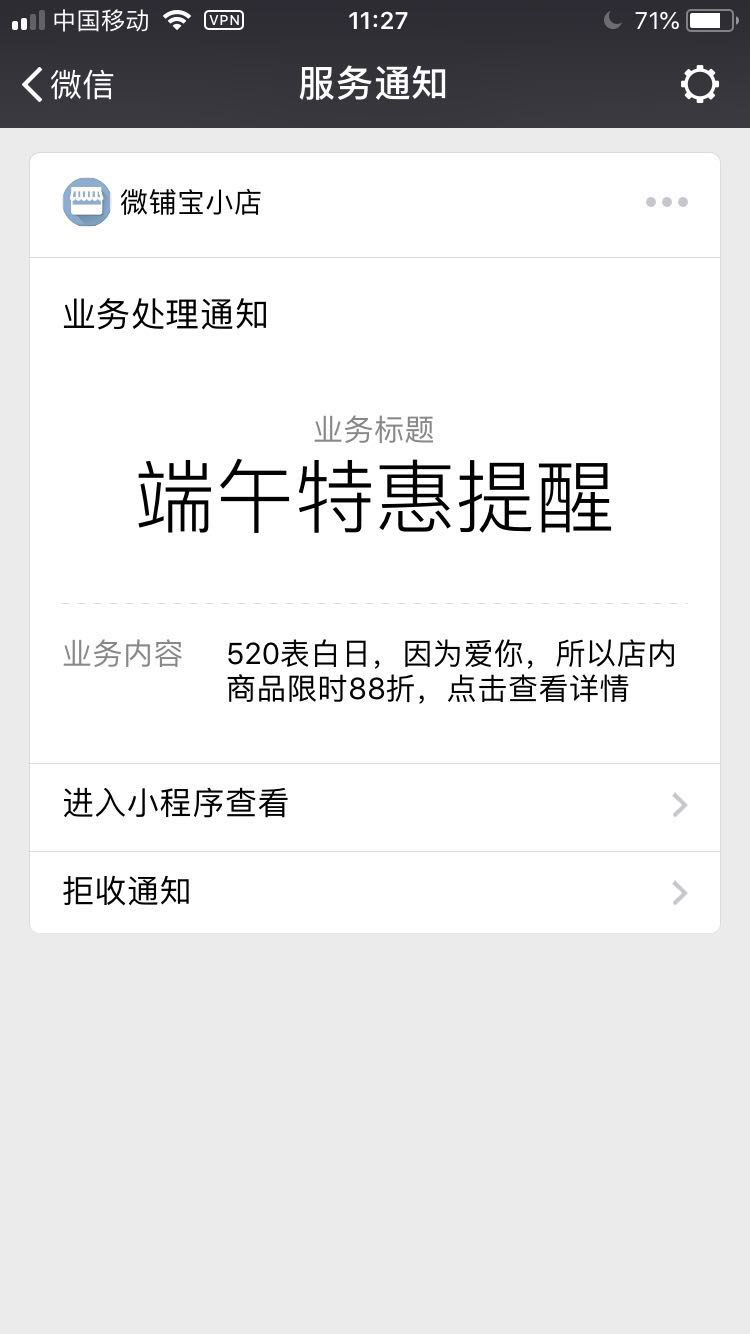 中国移动 VPN 11:27 71%
微信 服务通知
微铺宝小店
业务处理通知
业务标题
端午特惠提醒
业务内容 520表白日，因为爱你，所以店内
商品限时88折，点击查看详情
进入小程序查看
拒收通知